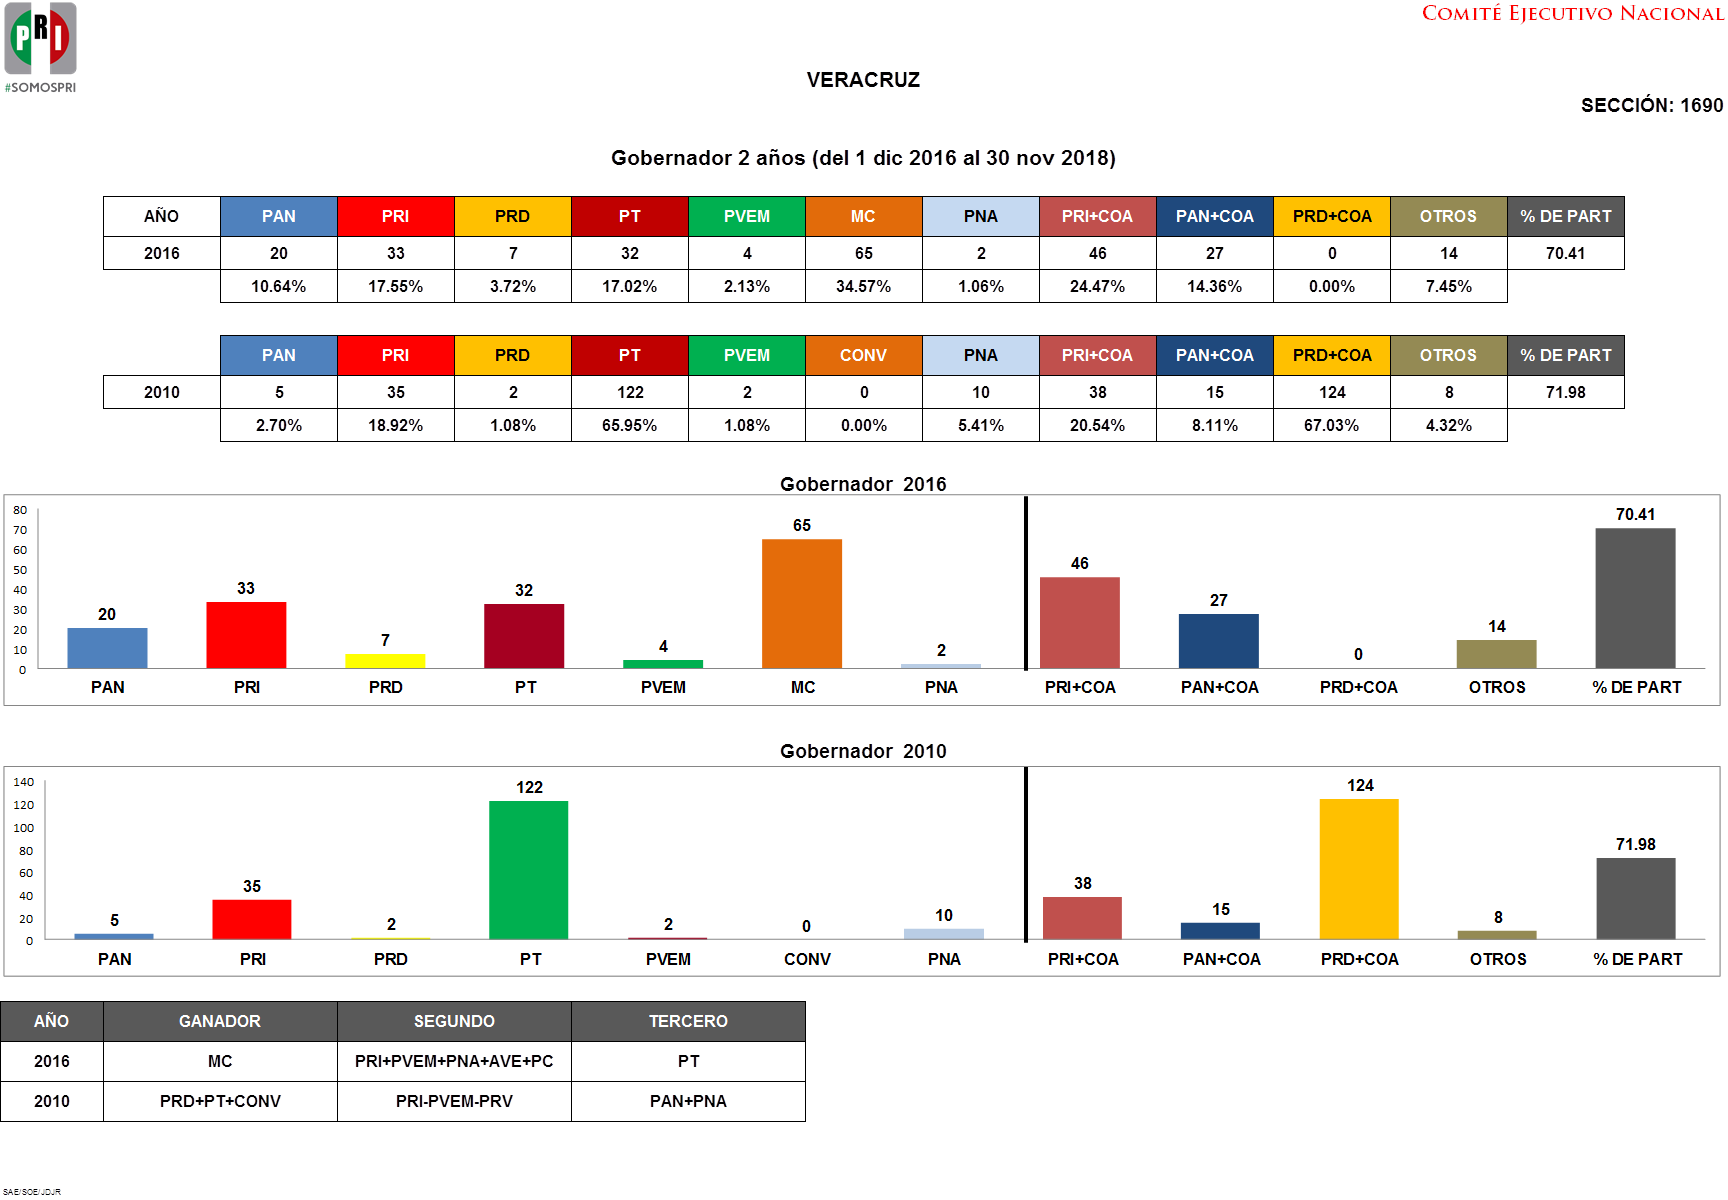 PRI
#SOMOSPRI
COMITÉ EJECUTIVO NACIONAL
VERACRUZ
SECCIÓN: 1690
Gobernador 2 años (del 1 dic 2016 al 30 nov 2018)
AÑO PAN PRI PRD PT PVEM MC PNA PRI+COA PAN+COA PRD+COA OTROS % DE PART
2016 20 33 7 32 4 65 2 46 27 0 14 70.41
10.64% 17.55% 3.72% 17.02% 2.13% 34.57% 1.06% 24.47% 14.36% 0.00% 7.45%
PAN PRI PRD PT PVEM CONV PNA PRI+COA PAN+COA PRD+COA OTROS % DE PART
2010 5 35 2 122 2 0 10 38 15 124 8 71.98
2.70% 18.92% 1.08% 65.95% 1.08% 0.00% 5.41% 20.54% 8.11% 67.03% 4.32%
Gobernador 2016
80
70
60
50
40
30
20
10
0
20 33 7 32 4 65 2 46 27 0 14 70.41
PAN PRI PRD PT PVEM MC PNA PRI+COA PAN+COA PRD+COA OTROS % DE PART
Gobernador 2010
140
120
100
80
60
40
20
0
5 35 2 122 2 0 10 38 15 124 8 71.98
PAN PRI PRD PT PVEM CONV PNA PRI+COA PAN+COA PRD+COA OTROS % DE PART
AÑO GANADOR SEGUNDO TERCERO
2016 MC PRI+PVEM+PNA+AVE+PC PT
2010 PRD+PT+CONV PRI-PVEM-PRV PAN+PNA
SAE/SOE/JDJR